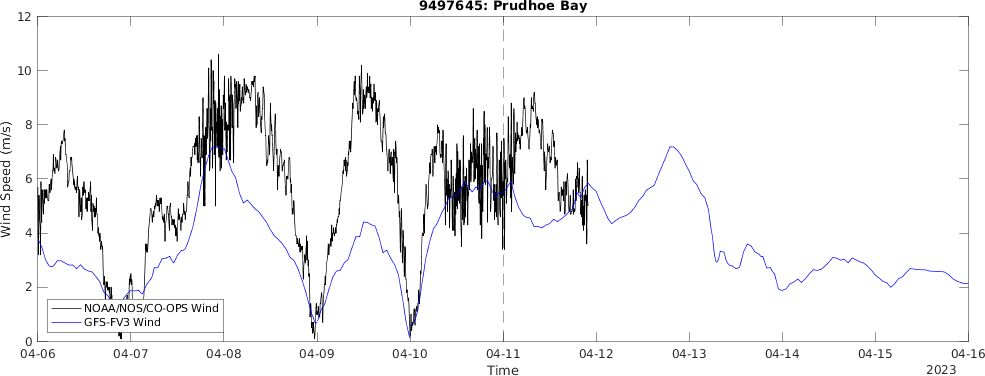 9497645: Prudhoe Bay
Wind Speed (m/s)
12
10
8
6
4
2
0
NOAA/NOS/CO-OPS Wind
GFS-FV3 Wind
04-06 04-07 04-08 04-09 04-10 04-11 04-12 04-13 04-14 04-15 04-16
Time
2023